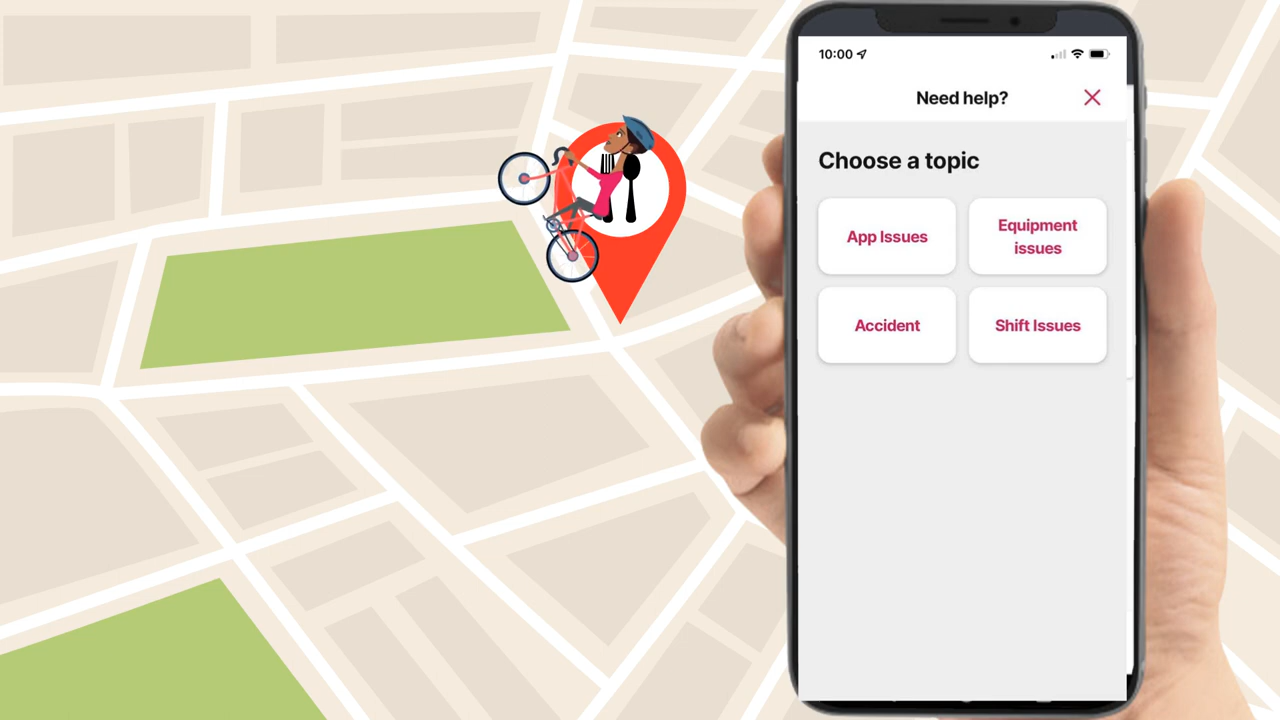 10:00
Need help?
Choose a topic
App Issues
Equipment
issues
Accident
Shift Issues